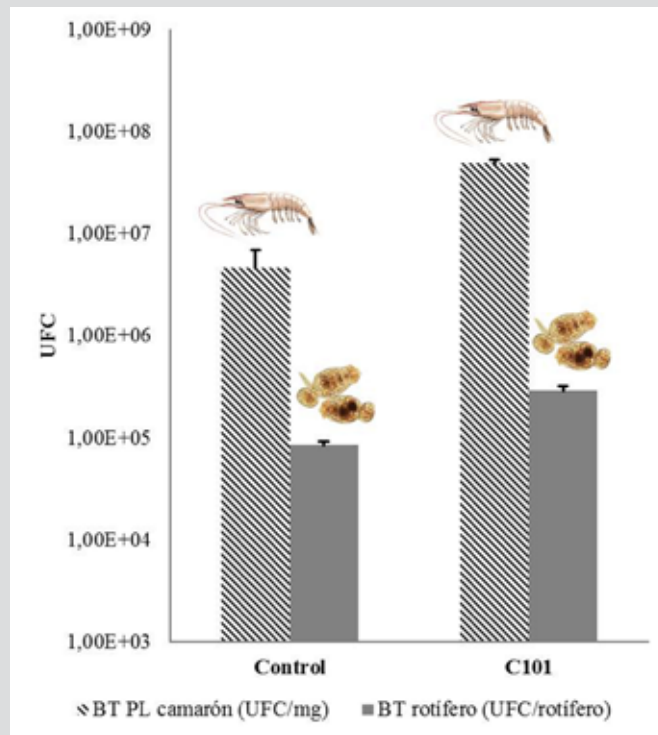 1,00E+09
1,00E+08
1,00E+07
1,00E+06
1,00E+05
1,00E+04
1,00E+03
UFC
Control
C101
BT PL camarón (UFC/mg)
BT rotífero (UFC/rotífero)